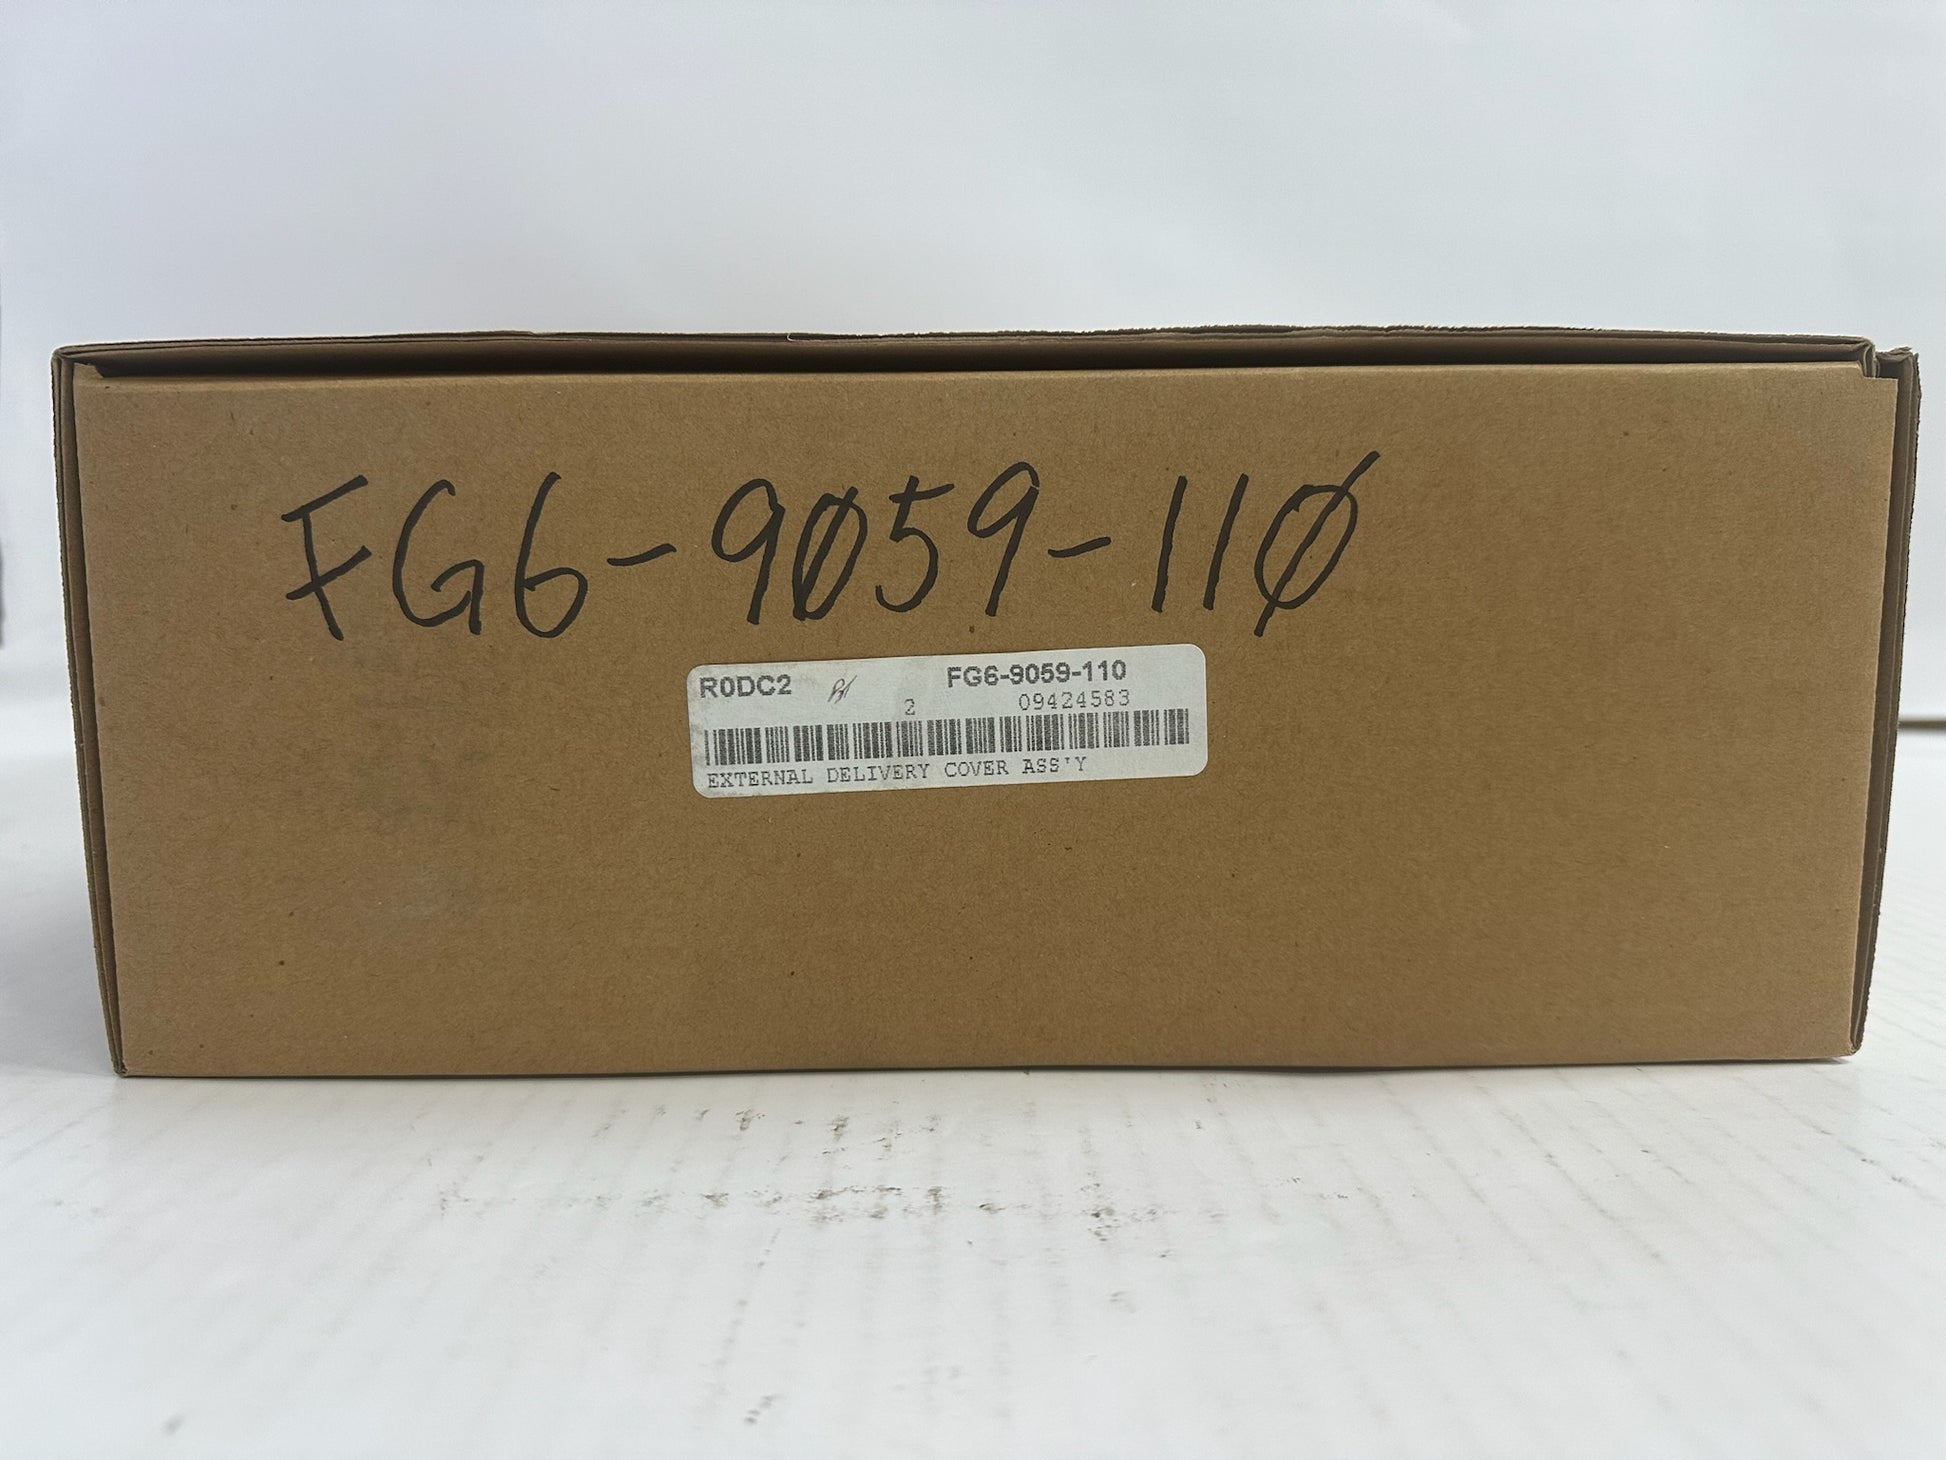 FG6-9059-110
R0DC2 FG6-9059-110
2 09424583
EXTERNAL DELIVERY COVER ASS'Y